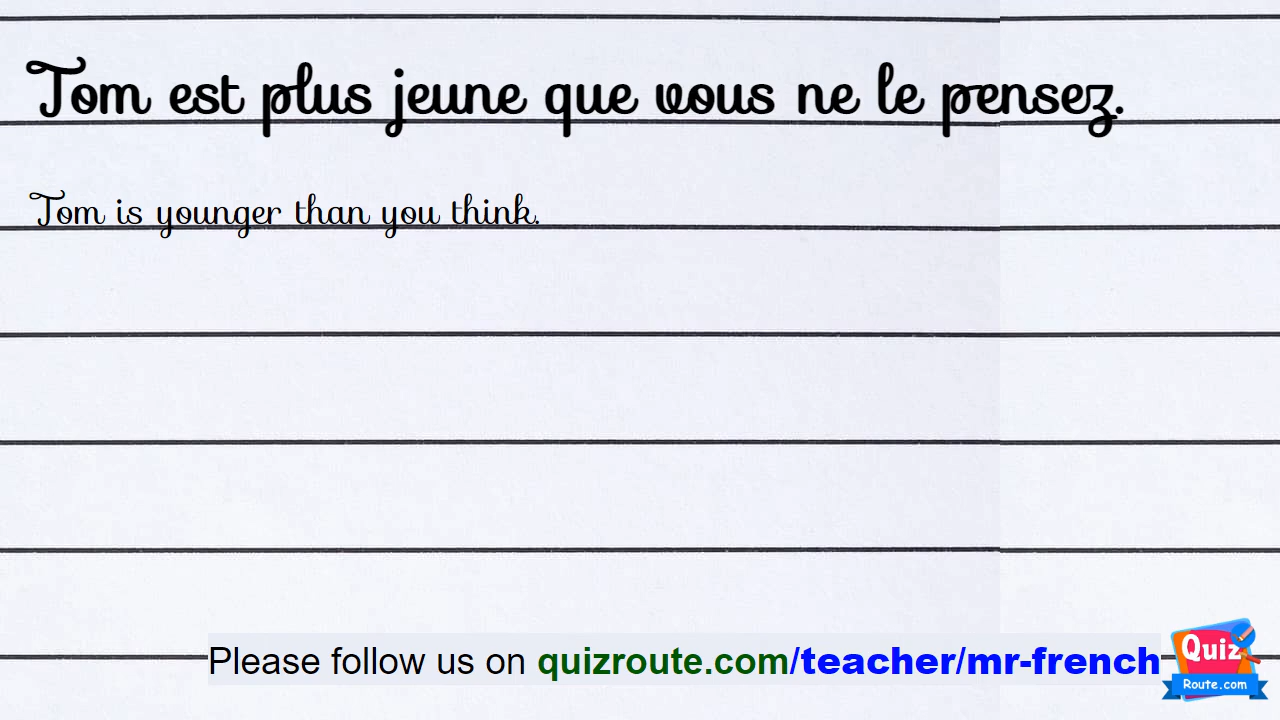 Tom est plus jeune que vous ne le pensez.
Tom is younger than you think.
Please follow us on quizroute.com/teacher/mr-french
Quiz
Route.com